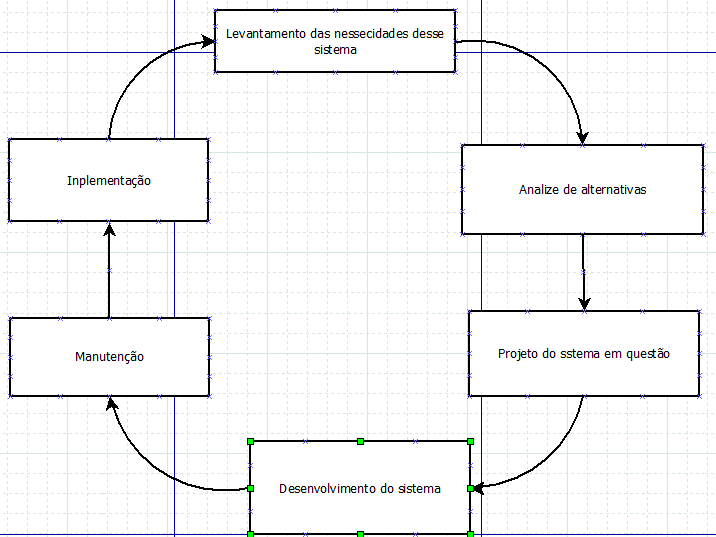 Levantamento das nessecidades desse
sistema
Analize de alternativas
Projeto do sstema em questão
Desenvolvimento do sistema
Manutenção
Inplementação